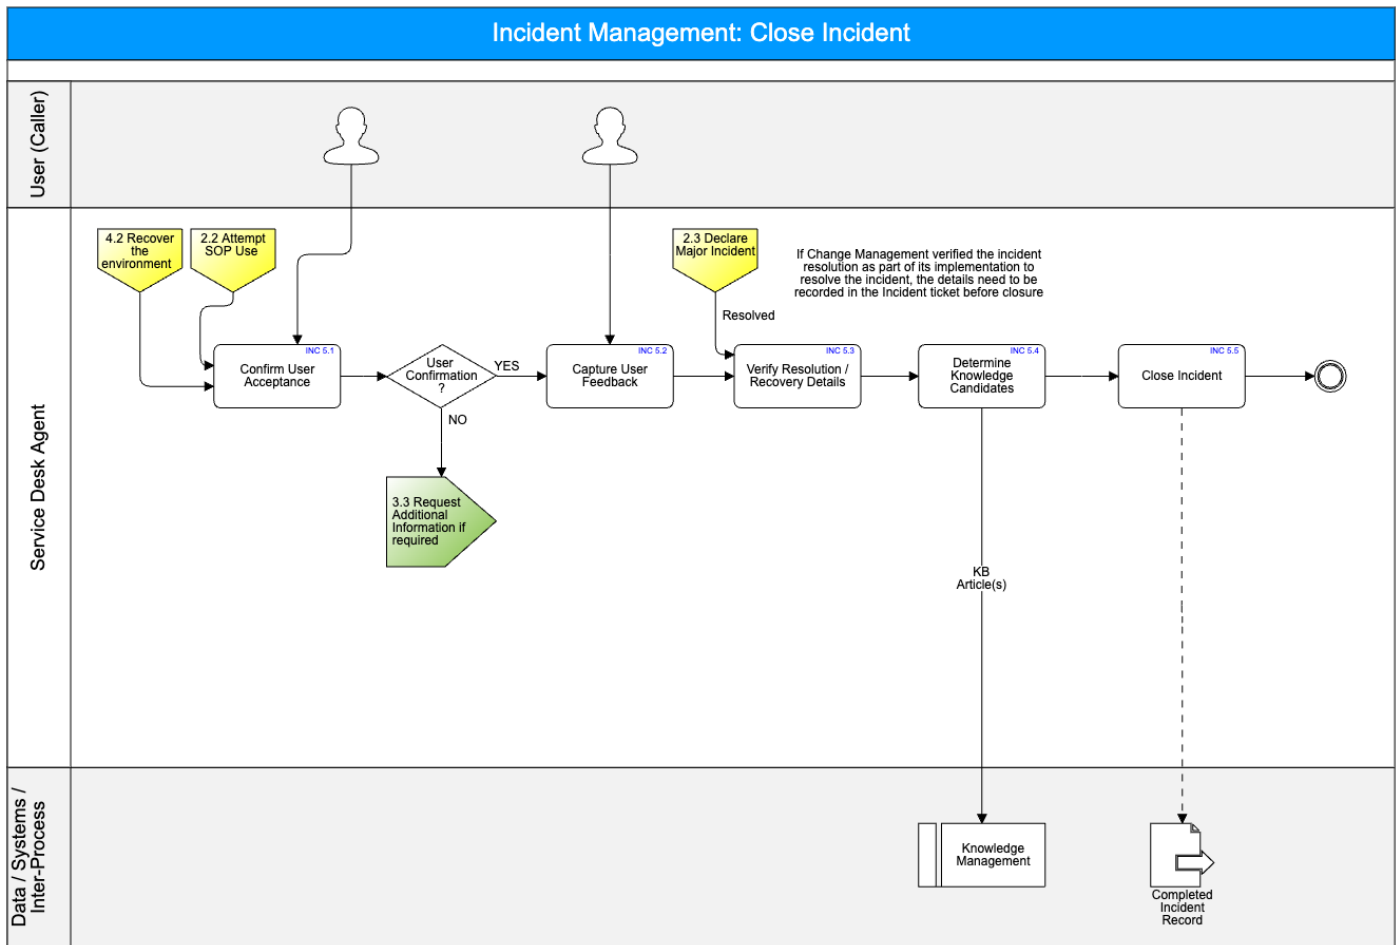 Incident Management: Close Incident
User (Caller)
4.2 Recover
the
environment
2.2 Attempt
SOP Use
2.3 Declare
Major Incident
If Change Management verified the incident
resolution as part of its implementation to
resolve the incident, the details need to be
recorded in the Incident ticket before closure
Resolved
Service Desk Agent
INC 5.1
Confirm User
Acceptance
User
Confirmation
?
YES
NO
INC 5.2
Capture User
Feedback
INC 5.3
Verify Resolution /
Recovery Details
INC 5.4
Determine
Knowledge
Candidates
INC 5.5
Close Incident
3.3 Request
Additional
Information if
required
KB
Article(s)
Data / Systems /
Inter-Process
Knowledge
Management
Completed
Incident
Record